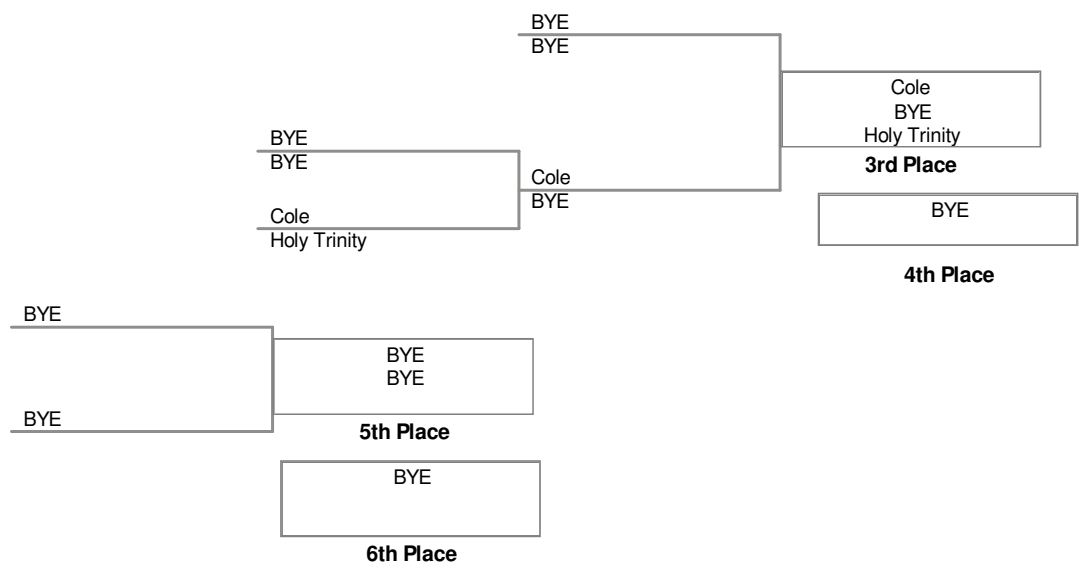 BYE
BYE
Cole
BYE
Holy Trinity
3rd Place
BYE
BYE
Cole
BYE
Cole
Holy Trinity
BYE
4th Place
BYE
BYE
BYE
BYE
5th Place
BYE
6th Place